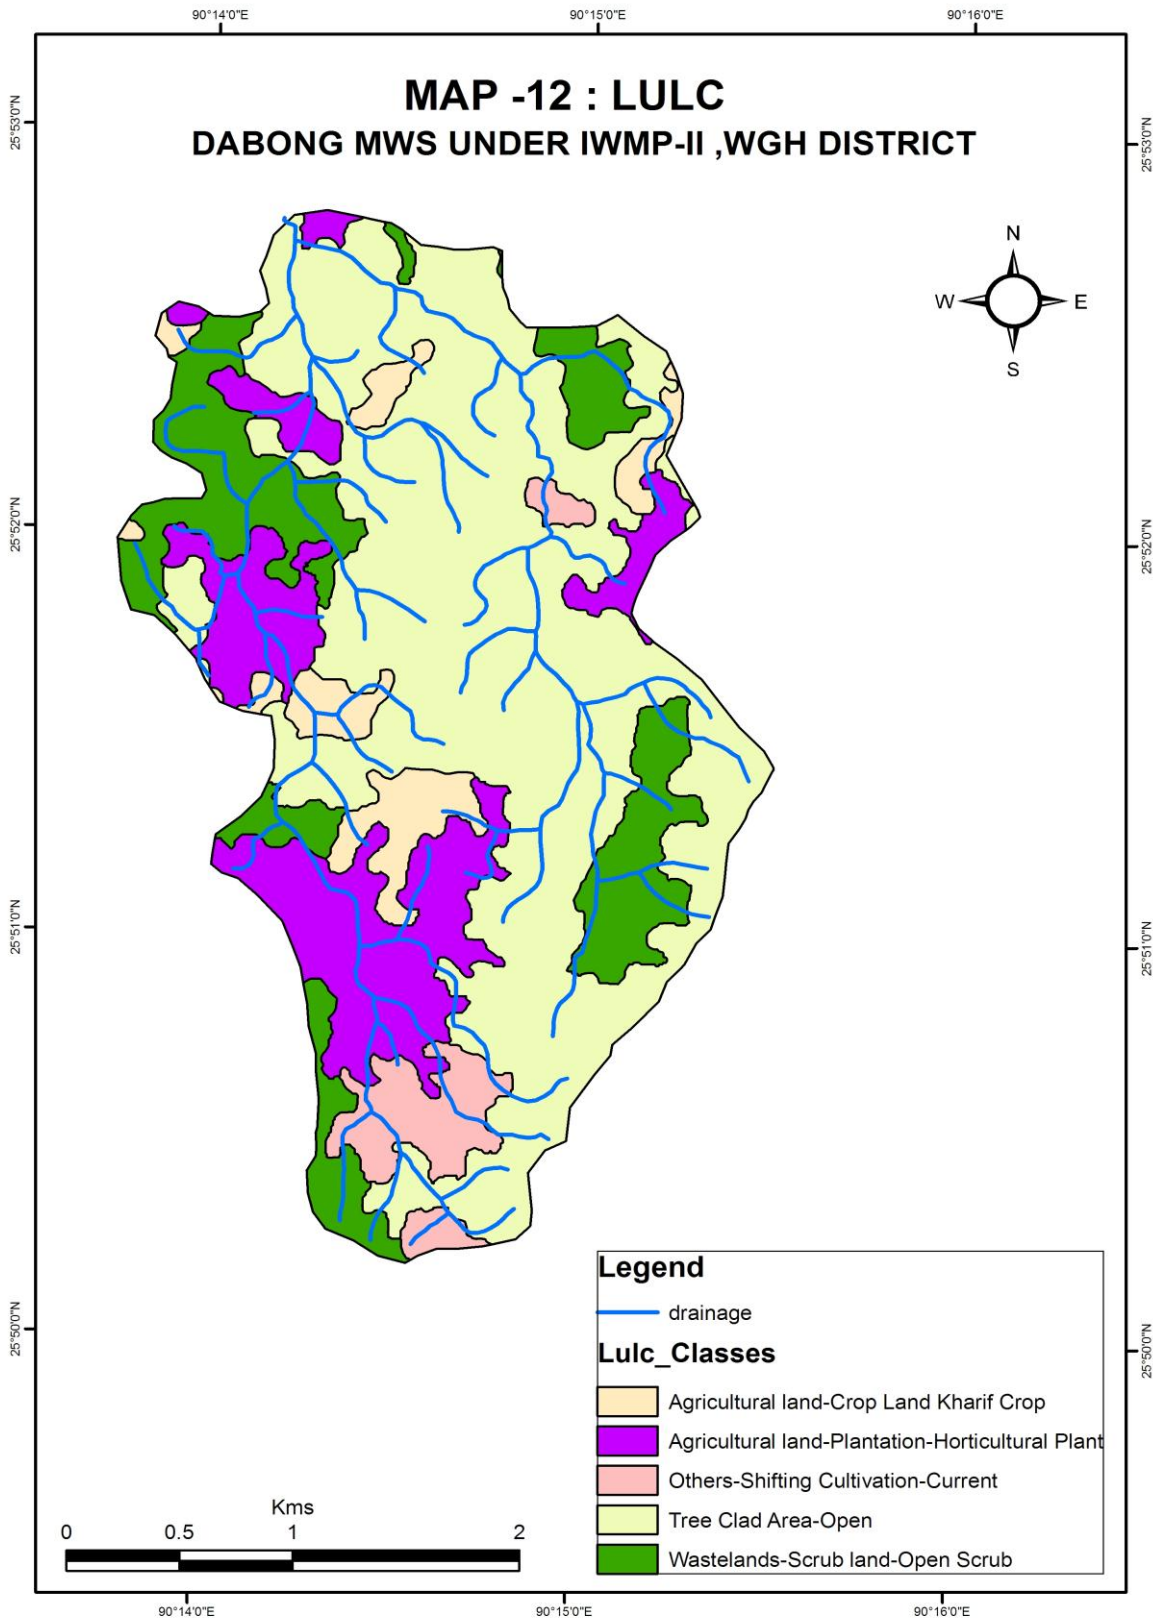 90°14'0"E 90°15'0"E 90°16'0"E
MAP -12 : LULC
DABONG MWS UNDER IWMP-II ,WGH DISTRICT
25°53'0"N
25°53'0"N
N
W E
S
25°52'0"N
25°52'0"N
25°51'0"N
25°51'0"N
Legend
drainage
25°50'0"N
25°50'0"N
Lulc_Classes
Agricultural land-Crop Land Kharif Crop
Agricultural land-Plantation-Horticultural Plant
Others-Shifting Cultivation-Current
Tree Clad Area-Open
Wastelands-Scrub land-Open Scrub
Kms
0 0.5 1 2
90°14'0"E 90°15'0"E 90°16'0"E